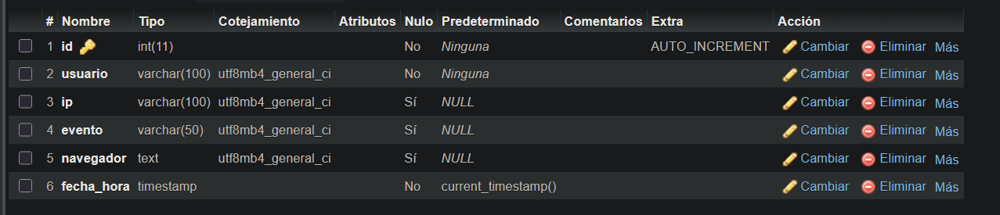 # Nombre Tipo Cotejamiento Atributos Nulo Predeterminado Comentarios Extra Acción
1 id int(11) No Ninguna AUTO_INCREMENT Cambiar Eliminar Más
2 usuario varchar(100) utf8mb4_general_ci No Ninguna Cambiar Eliminar Más
3 ip varchar(100) utf8mb4_general_ci Sí NULL Cambiar Eliminar Más
4 evento varchar(50) utf8mb4_general_ci Sí NULL Cambiar Eliminar Más
5 navegador text utf8mb4_general_ci Sí NULL Cambiar Eliminar Más
6 fecha_hora timestamp No current_timestamp() Cambiar Eliminar Más